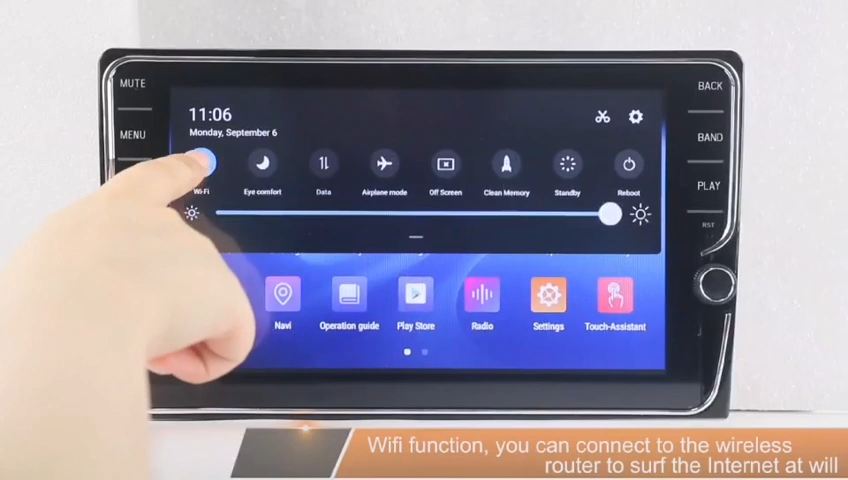 MUTE
BACK
11:06
Monday, September 6
MENU
BAND
Wi-Fi
Eye comfort
Data
Airplane mode
Off Screen
Clean Memory
Standby
Reboot
PLAY
RST
Navi
Operation guide
Play Store
Radio
Settings
Touch-Assistant
Wifi function, you can connect to the wireless
router to surf the Internet at will